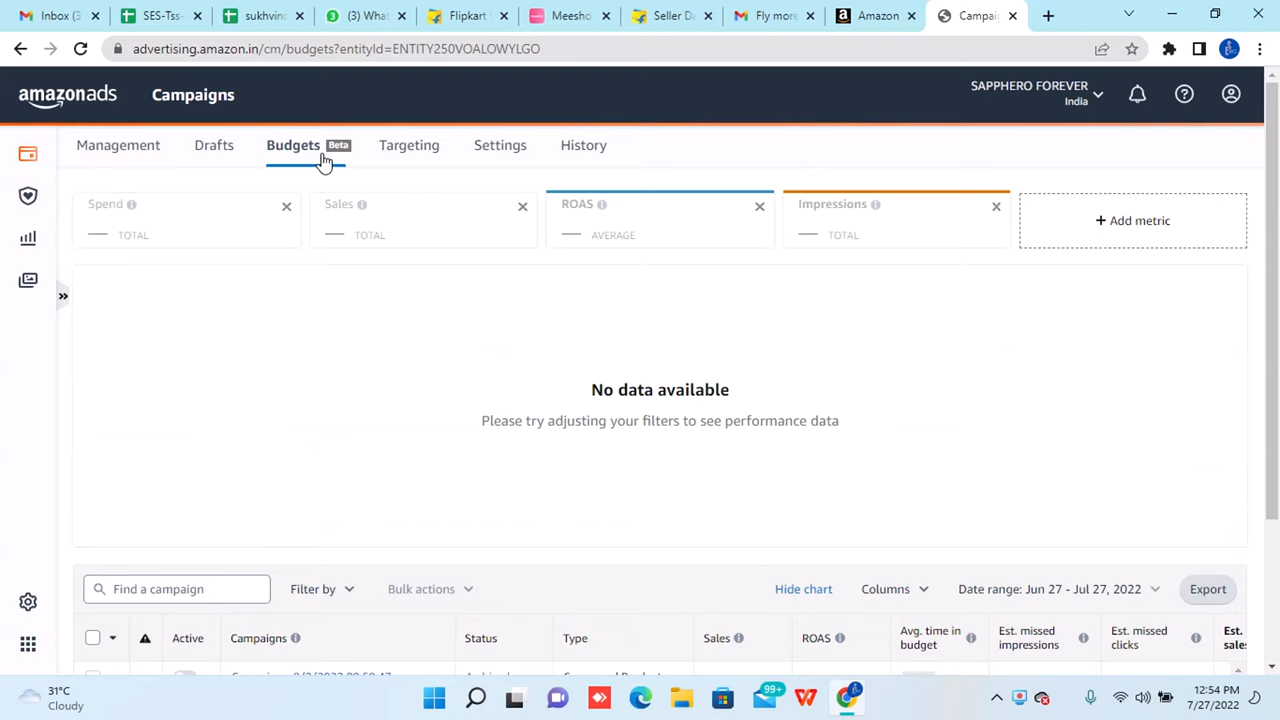 Inbox (3
SES-Tss-
sukhvind
(3) What
Flipkart
Meesho
Seller Da
Fly more
Amazon
Campai
advertising.amazon.in/cm/budgets?entityId=ENTITY250VOALOWYLGO
amazonads Campaigns
SAPPHERO FOREVER
India
Management Drafts Budgets Beta Targeting Settings History
Spend Sales ROAS Impressions
+ Add metric
— TOTAL — TOTAL — AVERAGE — TOTAL
»
No data available
Please try adjusting your filters to see performance data
Find a campaign Filter by Bulk actions Hide chart Columns Date range: Jun 27 - Jul 27, 2022 Export
Active Campaigns Status Type Sales ROAS
Avg. time in
budget
Est. missed
impressions
Est. missed
clicks
Est.
sales
31°C
Cloudy
99+
12:54 PM
7/27/2022